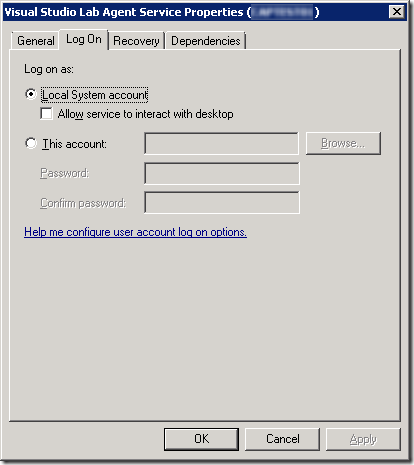 Visual Studio Lab Agent Service Properties ( )
General Log On Recovery Dependencies
Log on as:
Local System account
Allow service to interact with desktop
This account:
Browse...
Password:
Confirm password:
Help me configure user account log on options.
OK Cancel Apply